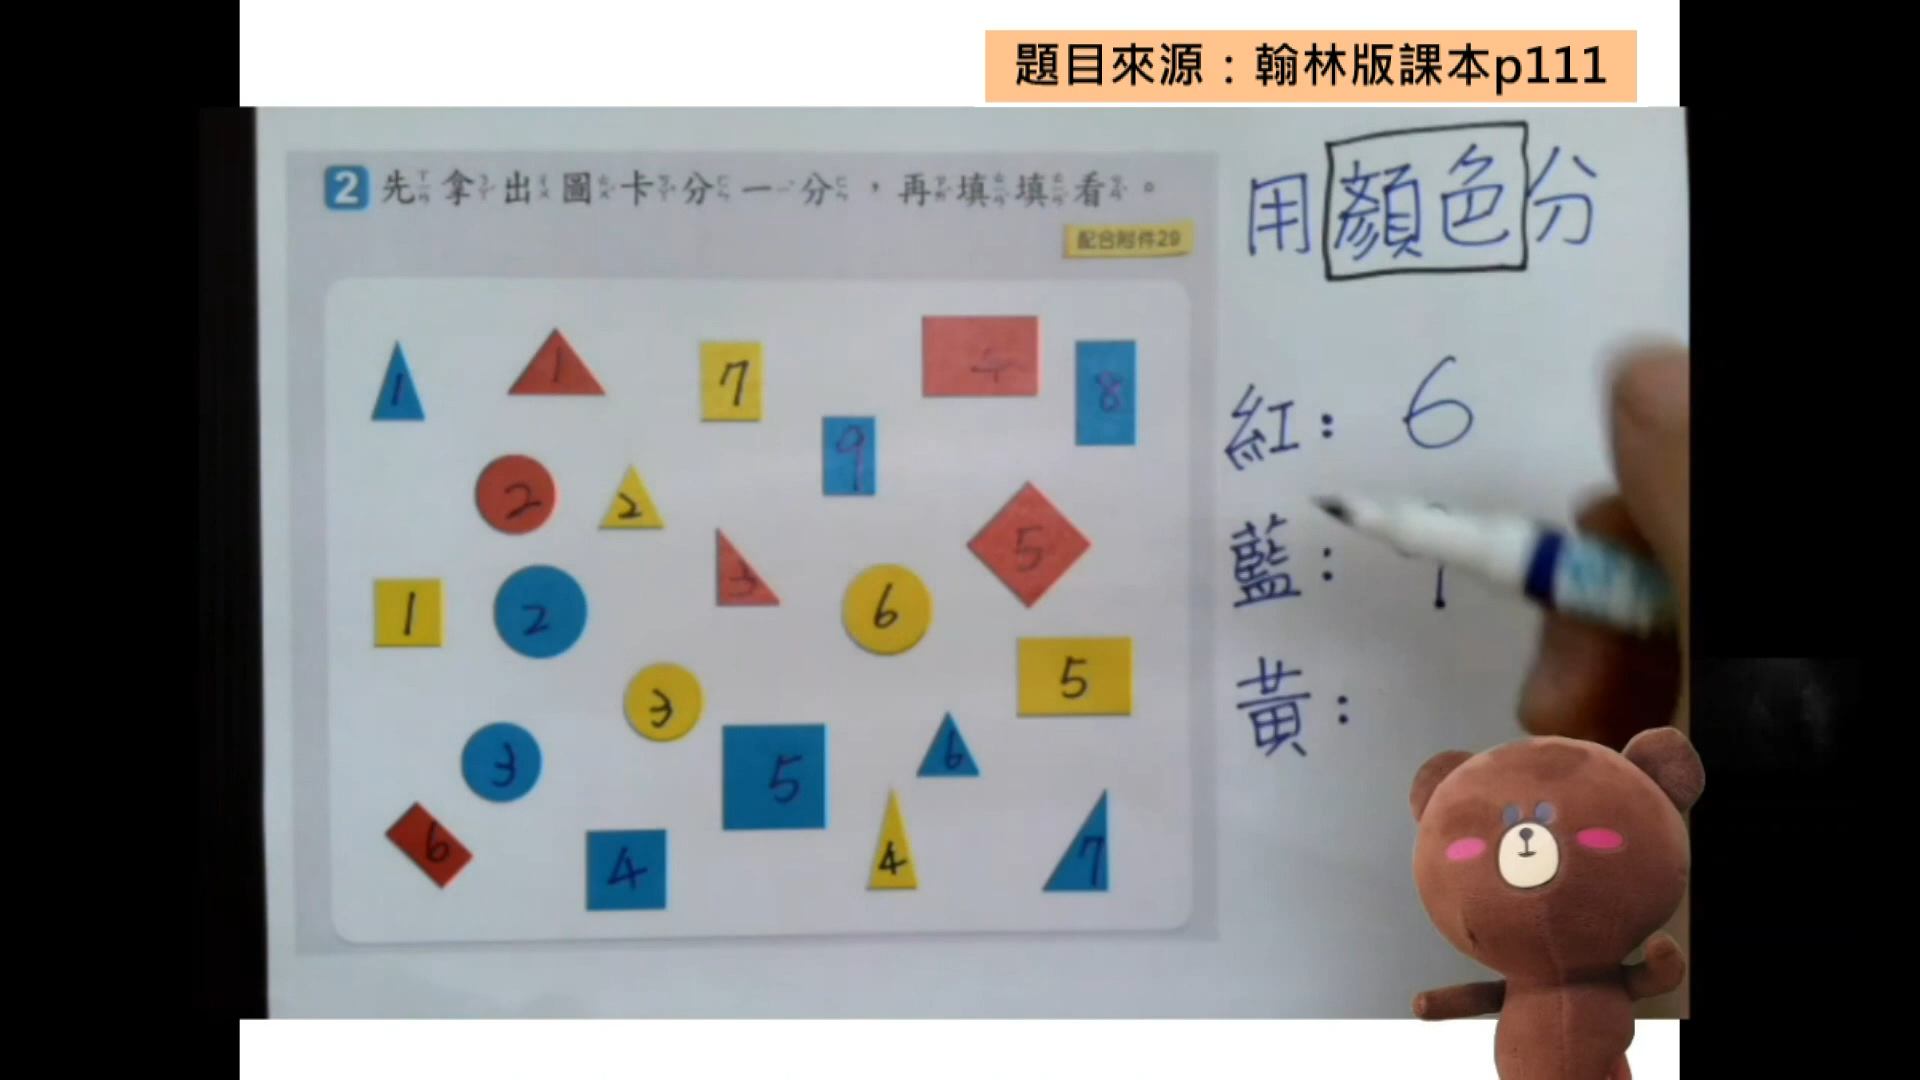 題目來源：翰林版課本p111
2 先拿出圖卡分一分，再填填看。
配合附件29
用顏色分
1 1 7 4 8
9
2 2
3 5
1 2 6
3 5
3 5 6
6 4 4 7
紅：6
藍：9
黃：